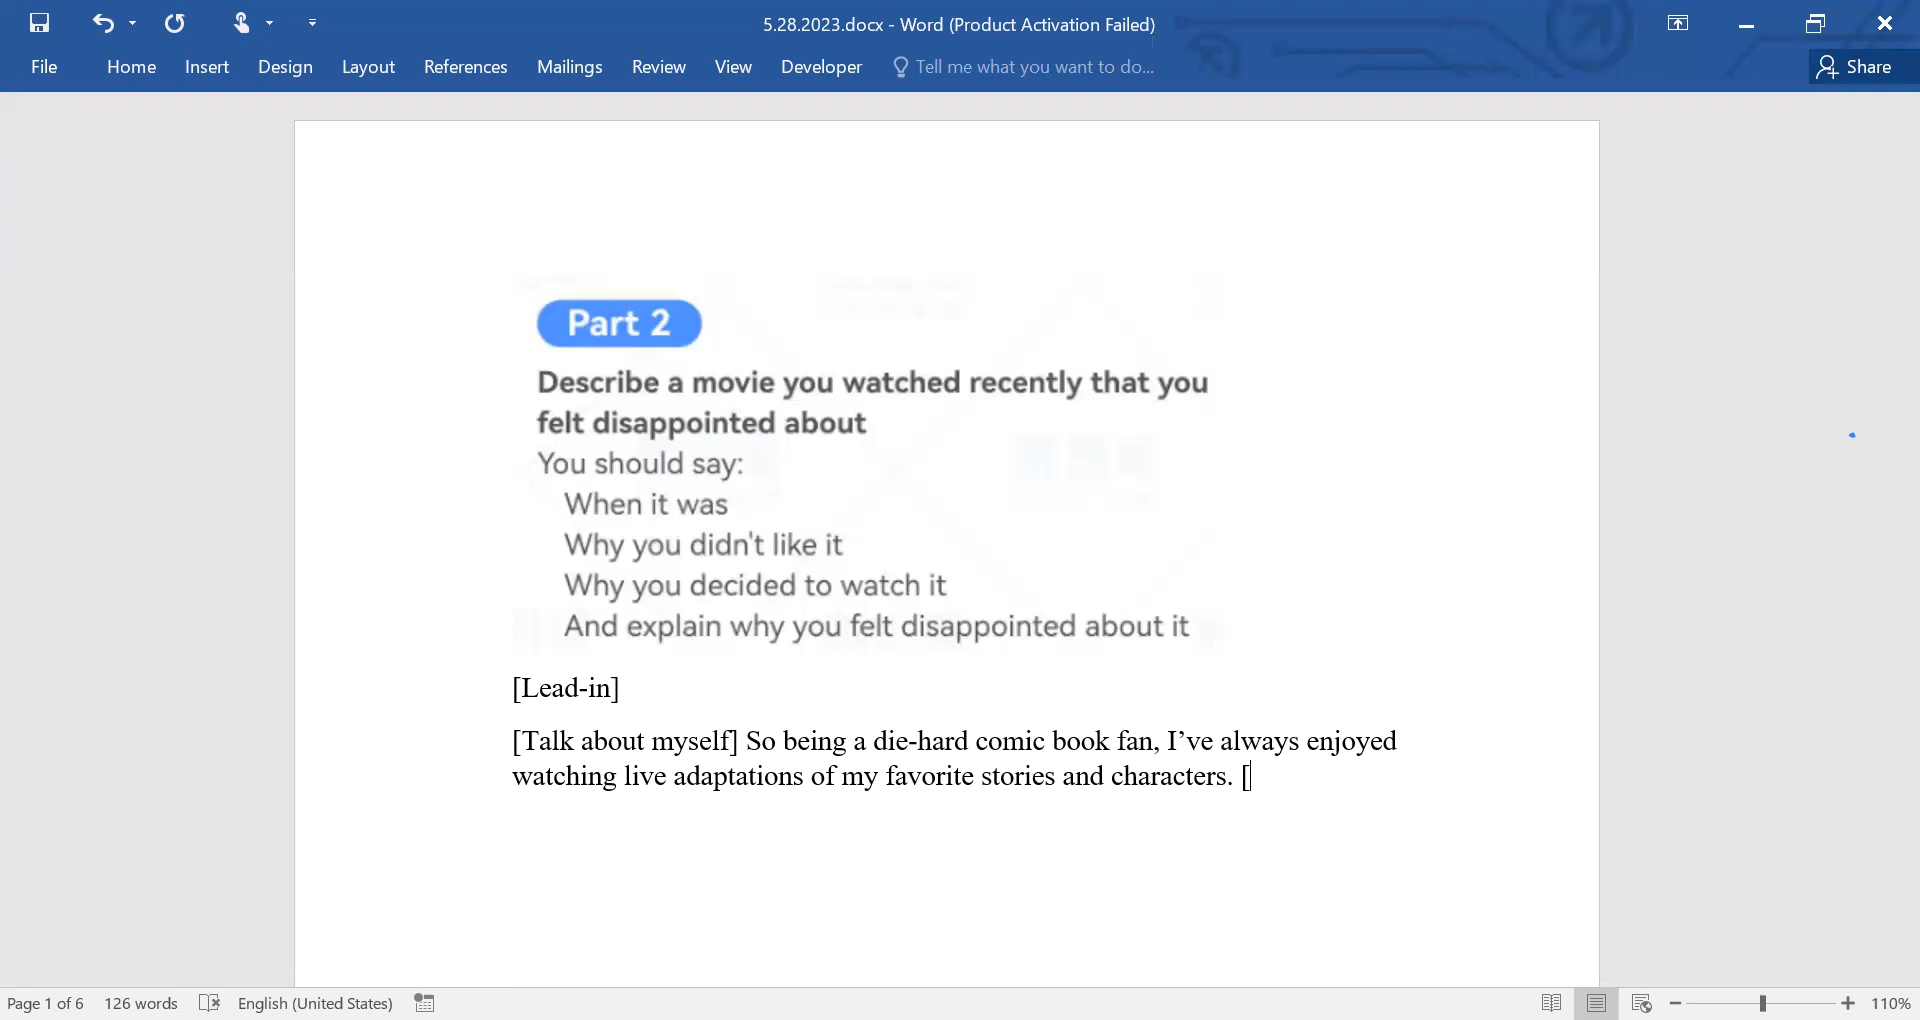 5.28.2023.docx - Word (Product Activation Failed)
File Home Insert Design Layout References Mailings Review View Developer Tell me what you want to do... Share
Part 2
Describe a movie you watched recently that you
felt disappointed about
You should say:
When it was
Why you didn't like it
Why you decided to watch it
And explain why you felt disappointed about it
[Lead-in]
[Talk about myself] So being a die-hard comic book fan, I’ve always enjoyed
watching live adaptations of my favorite stories and characters. [
Page 1 of 6 126 words English (United States) 110%